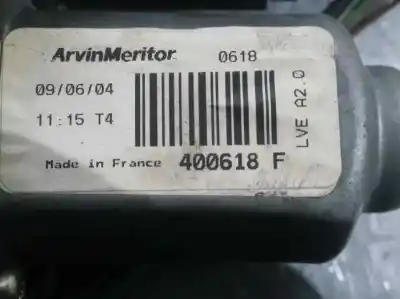 ArvinMeritor 0618
09/06/04
11:15 T4
LVE A2.0
Made in France 400618 F